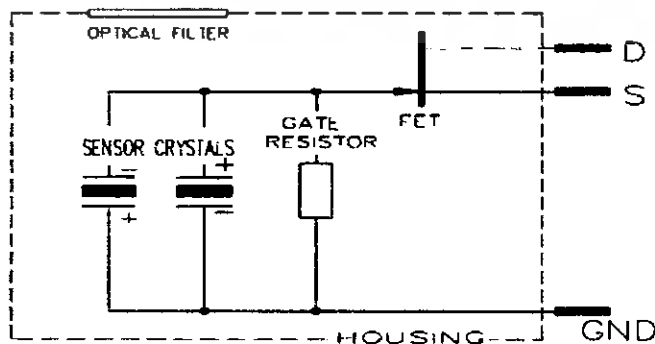 OPTICAL FILTER
D
S
FET
GATE
RESISTOR
SENSOR CRYSTALS
−
+
+
−
GND
HOUSING